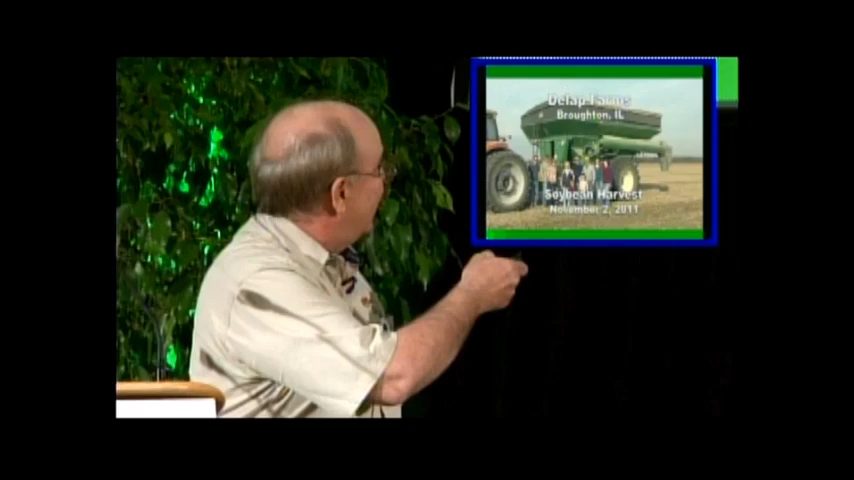 Delap Farms
Broughton, IL
Soybean Harvest
November 2, 2011